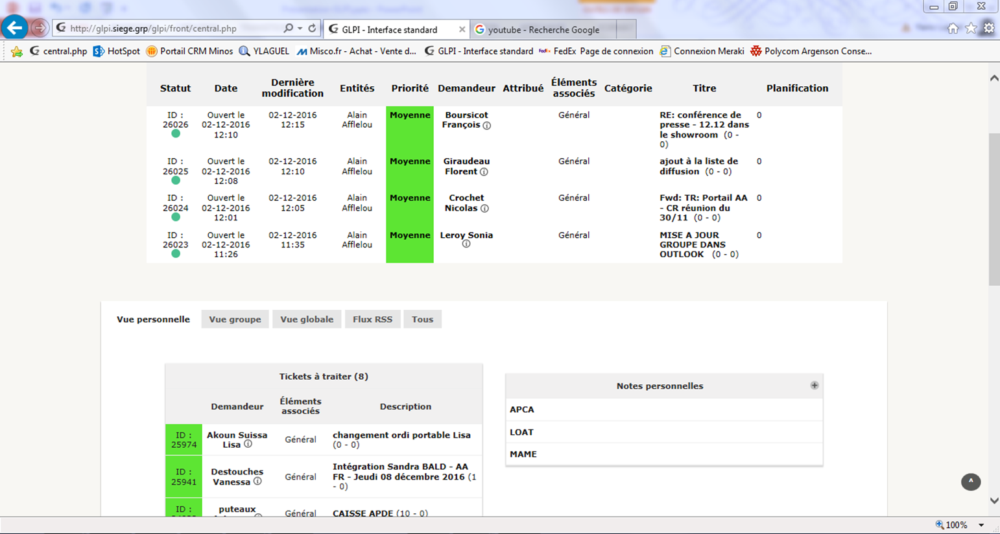 http://glpi.siege.grp/glpi/front/central.php
GLPI - Interface standard
youtube - Recherche Google
central.php HotSpot Portail CRM Minos YLAGUEL Misco.fr - Achat - Vente d... GLPI - Interface standard FedEx Page de connexion Connexion Meraki Polycom Argenson Conse...
Statut Date Dernière modification Entités Priorité Demandeur Attribué Éléments associés Catégorie Titre Planification
ID : Ouvert le 02-12-2016 Alain Moyenne Boursicot Général RE: conférence de 0
26026 02-12-2016 12:15 Afflelou François presse - 12.12 dans
12:10 le showroom (0 -
0)
ID : Ouvert le 02-12-2016 Alain Moyenne Giraudeau Général ajout à la liste de 0
26025 02-12-2016 12:10 Afflelou Florent diffusion (0 - 0)
12:08
ID : Ouvert le 02-12-2016 Alain Moyenne Crochet Général Fwd: TR: Portail AA 0
26024 02-12-2016 12:05 Afflelou Nicolas - CR réunion du
12:01 30/11 (0 - 0)
ID : Ouvert le 02-12-2016 Alain Moyenne Leroy Sonia Général MISE A JOUR 0
26023 02-12-2016 11:35 Afflelou GROUPE DANS
11:26 OUTLOOK (0 - 0)
Vue personnelle Vue groupe Vue globale Flux RSS Tous
Tickets à traiter (8)
Demandeur Éléments associés Description
ID : Akoun Suissa Général changement ordi portable Lisa
25974 Lisa (0 - 0)
ID : Destouches Général Intégration Sandra BALD - AA
25941 Vanessa FR - Jeudi 08 décembre 2016 (1
- 0)
ID : puteaux Général CAISSE APDE (10 - 0)
Notes personnelles
APCA
LOAT
MAME
100%